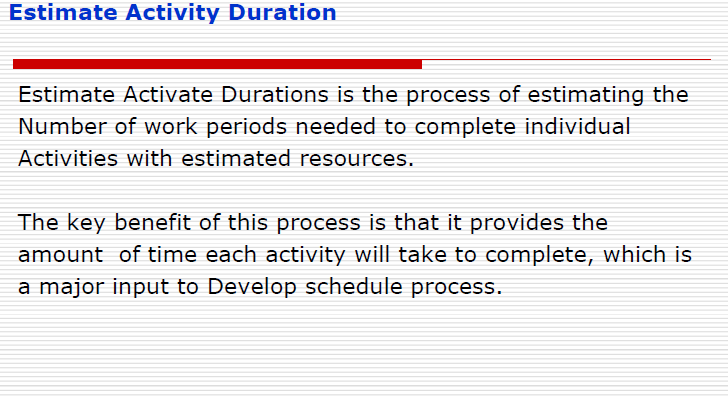 Estimate Activity Duration
Estimate Activate Durations is the process of estimating the
Number of work periods needed to complete individual
Activities with estimated resources.
The key benefit of this process is that it provides the
amount  of time each activity will take to complete, which is
a major input to Develop schedule process.